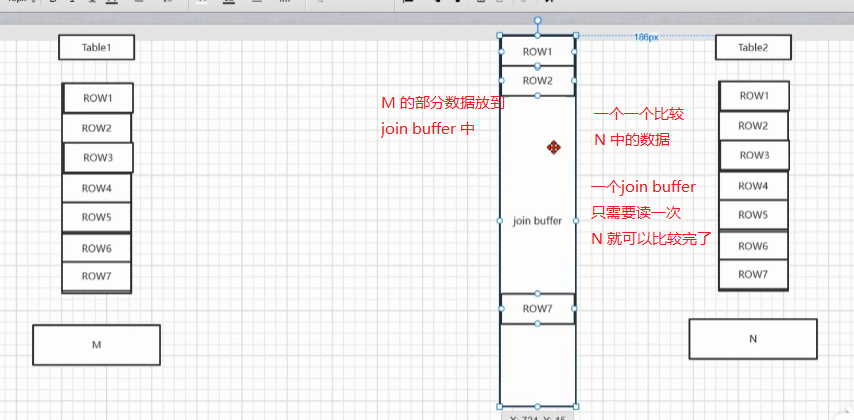 Table1
ROW1
ROW2
ROW3
ROW4
ROW5
ROW6
ROW7
M
M 的部分数据放到
join buffer 中
ROW1
ROW2
join buffer
ROW7
186px
一个一个比较
N 中的数据
一个join buffer
只需要读一次
N 就可以比较完了
Table2
ROW1
ROW2
ROW3
ROW4
ROW5
ROW6
ROW7
N